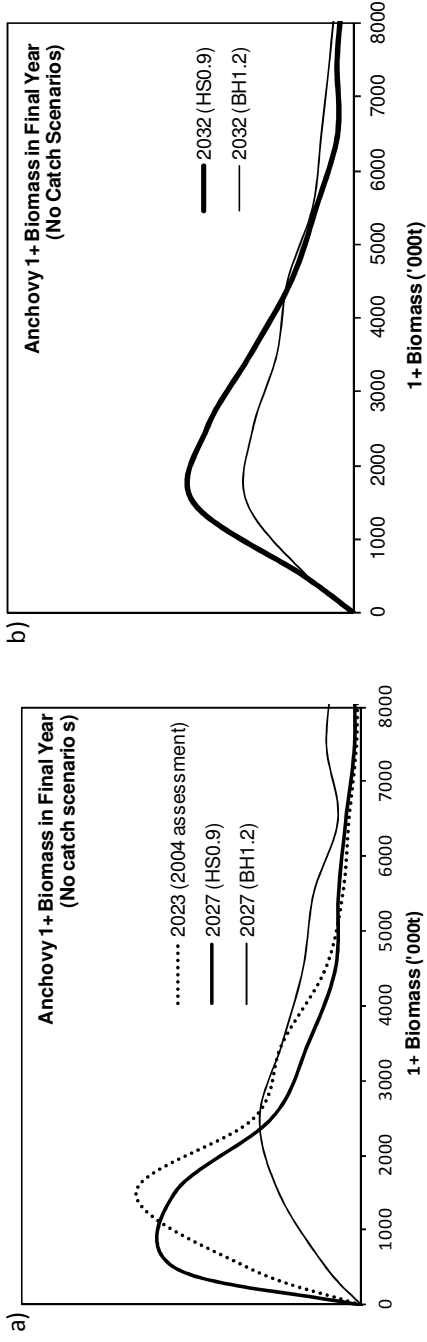 a)
Anchovy 1+ Biomass in Final Year
(No catch scenario s)
2023 (2004 assessment)
2027 (HS0.9)
2027 (BH1.2)
0 1000 2000 3000 4000 5000 6000 7000 8000
1+ Biomass ('000t)
b)
Anchovy 1+ Biomass in Final Year
(No Catch Scenarios)
2032 (HS0.9)
2032 (BH1.2)
0 1000 2000 3000 4000 5000 6000 7000 8000
1+ Biomass ('000t)